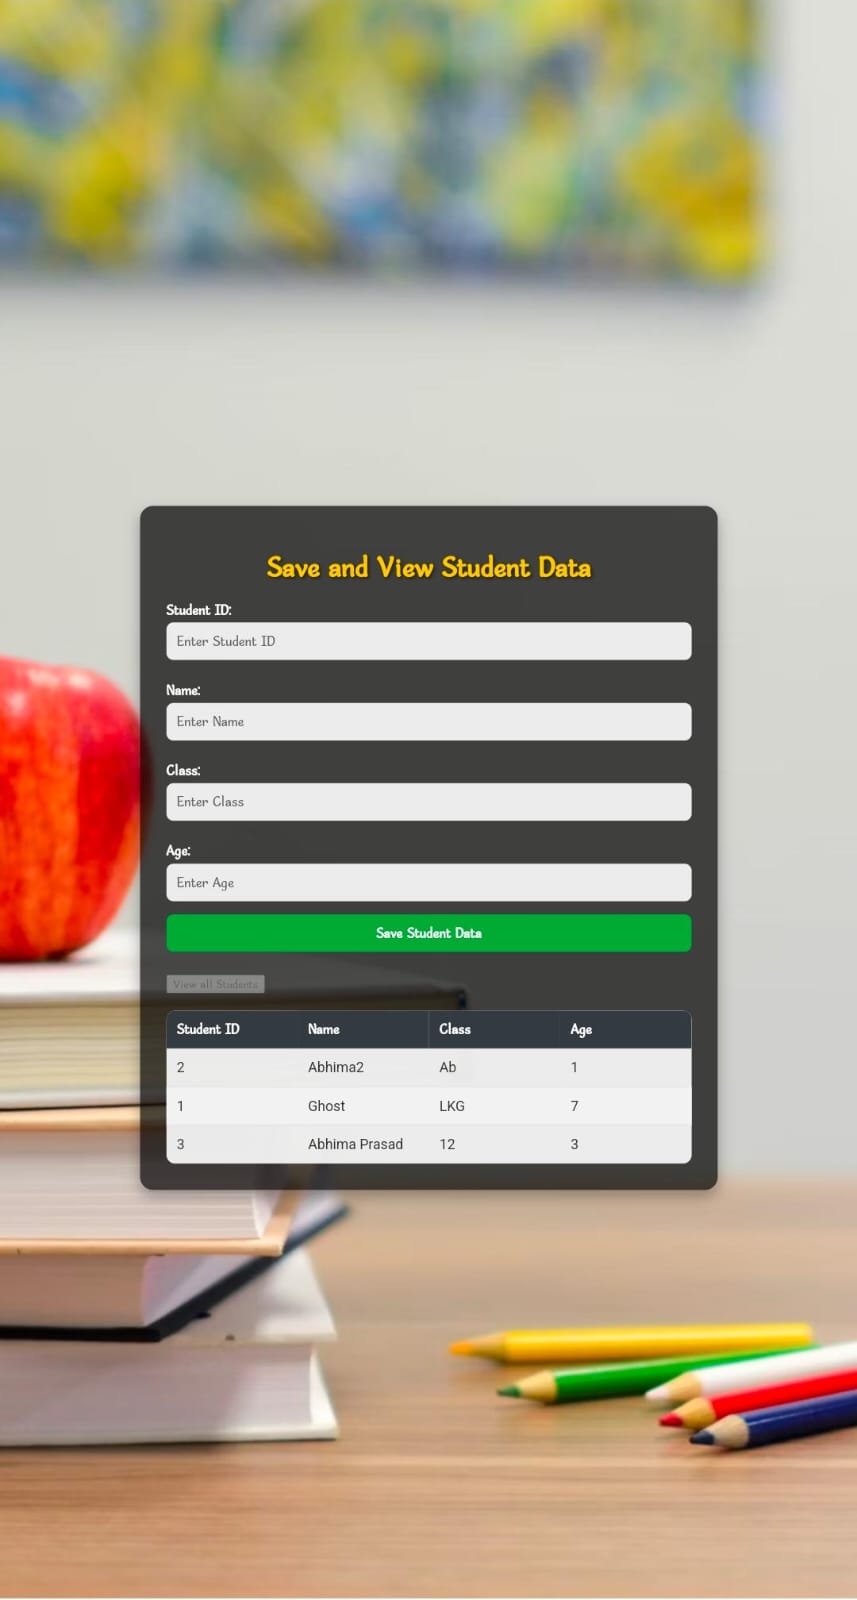 Save and View Student Data
Student ID:
Enter Student ID
Name:
Enter Name
Class:
Enter Class
Age:
Enter Age
Save Student Data
View all Students
Student ID Name Class Age
2 Abhima2 Ab 1
1 Ghost LKG 7
3 Abhima Prasad 12 3